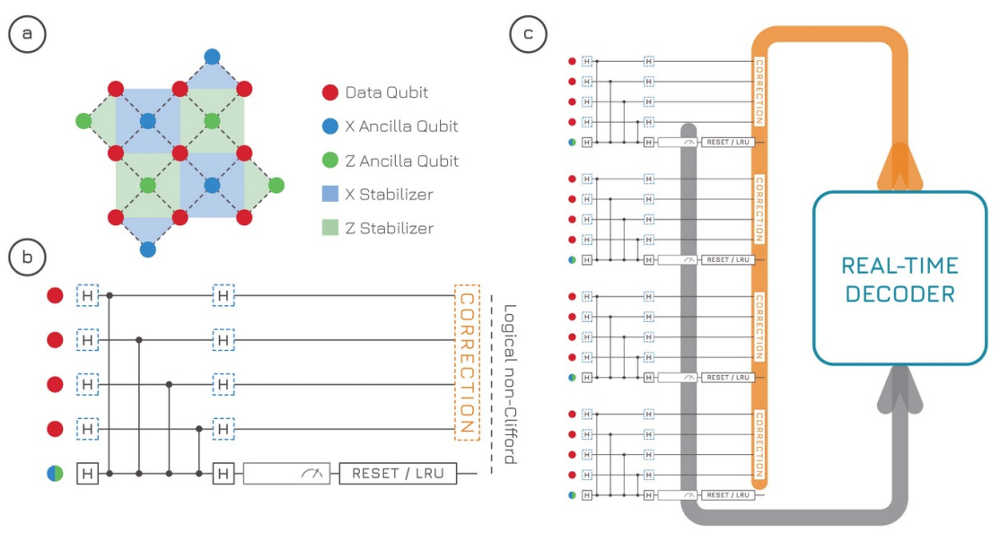 a
Data Qubit
X Ancilla Qubit
Z Ancilla Qubit
X Stabilizer
Z Stabilizer
b
H H
H H
H H
H H
H H
RESET / LRU
CORRECTION
Logical non-Clifford
c
H H
H H
H H
H H
H H RESET / LRU
CORRECTION
H H
H H
H H
H H
H H RESET / LRU
CORRECTION
H H
H H
H H
H H
H H RESET / LRU
CORRECTION
H H
H H
H H
H H
H H RESET / LRU
CORRECTION
REAL-TIME
DECODER